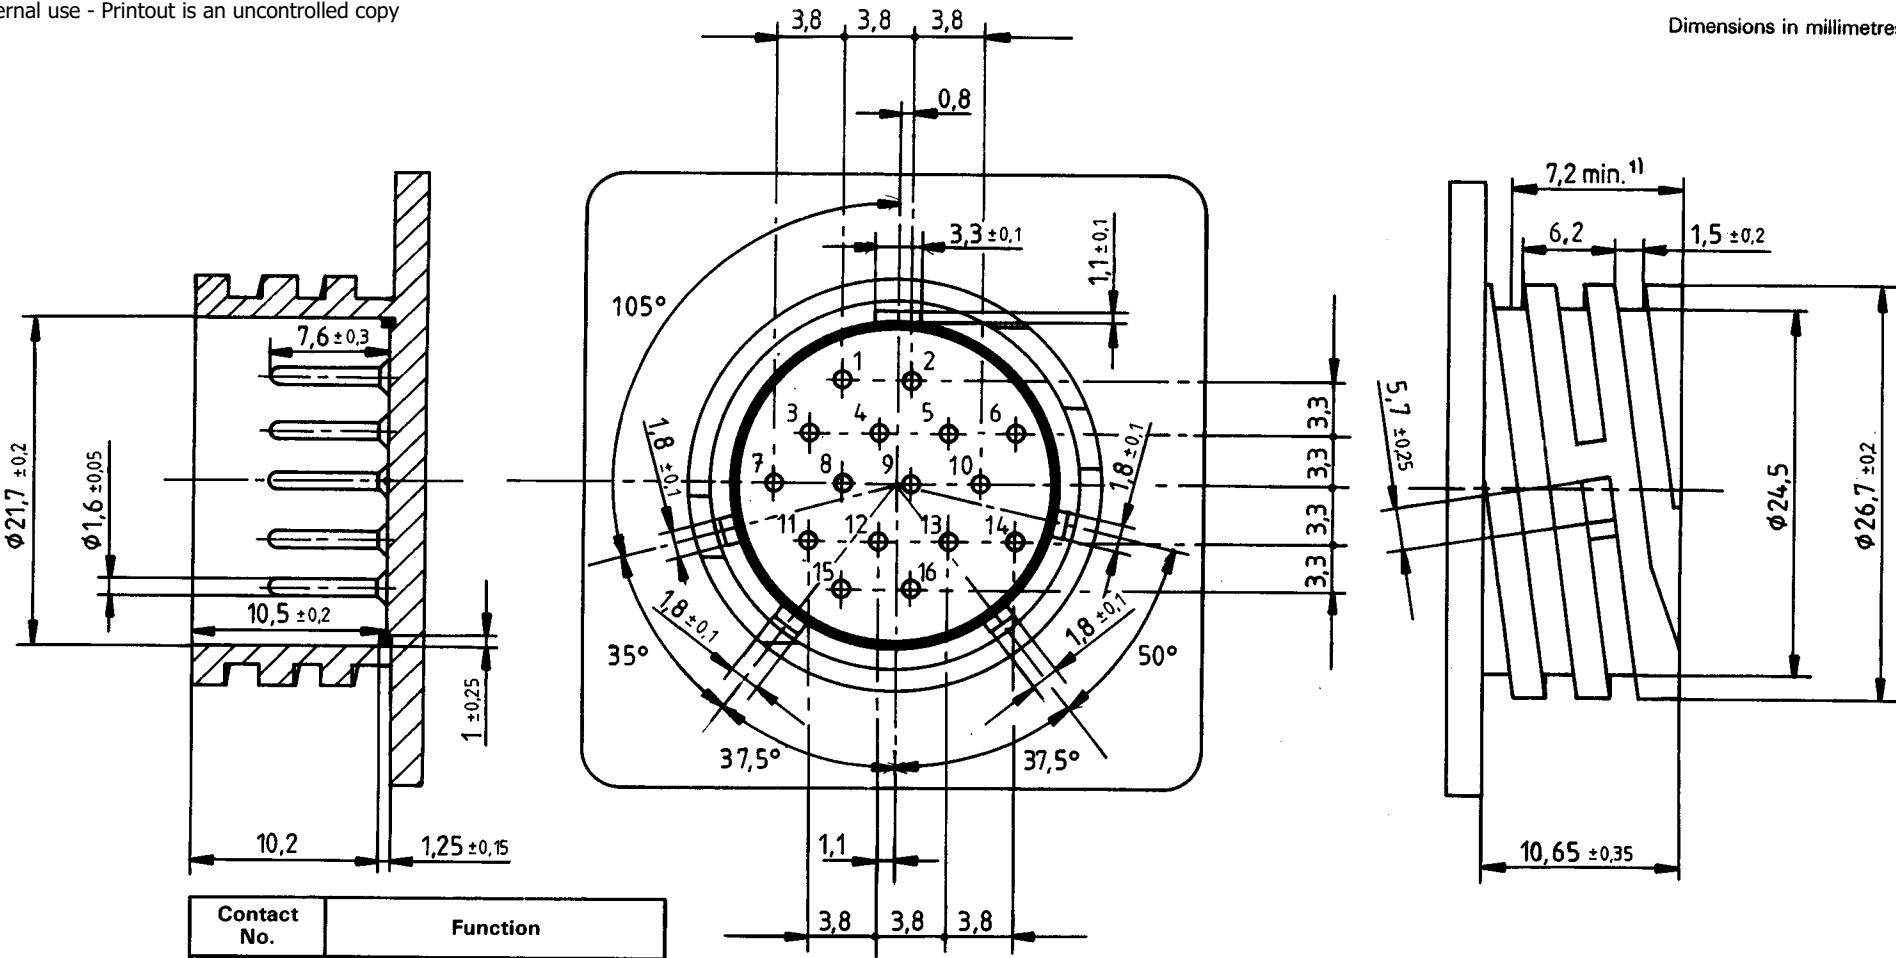 ernal use - Printout is an uncontrolled copy
Dimensions in millimetres
3,8 3,8 3,8
0,8
3,3 ±0,1
1,1 ±0,1
105°
1 2
3 4 5 6
7 8 9 10
11 12 13 14
15 16
1,8 ±0,1
1,8 ±0,1
1,8 ±0,1
1,8 ±0,1
35°
50°
37,5°
37,5°
3,3
3,3
3,3
3,3
1,1
3,8 3,8 3,8
7,6 ±0,3
Ø21,7 ±0,2
Ø1,6 ±0,05
10,5 ±0,2
1 ±0,25
10,2
1,25 ±0,15
7,2 min. 1)
6,2
1,5 ±0,2
5,7 ±0,25
Ø24,5
Ø26,7 ±0,2
10,65 ±0,35
Contact
No.
Function